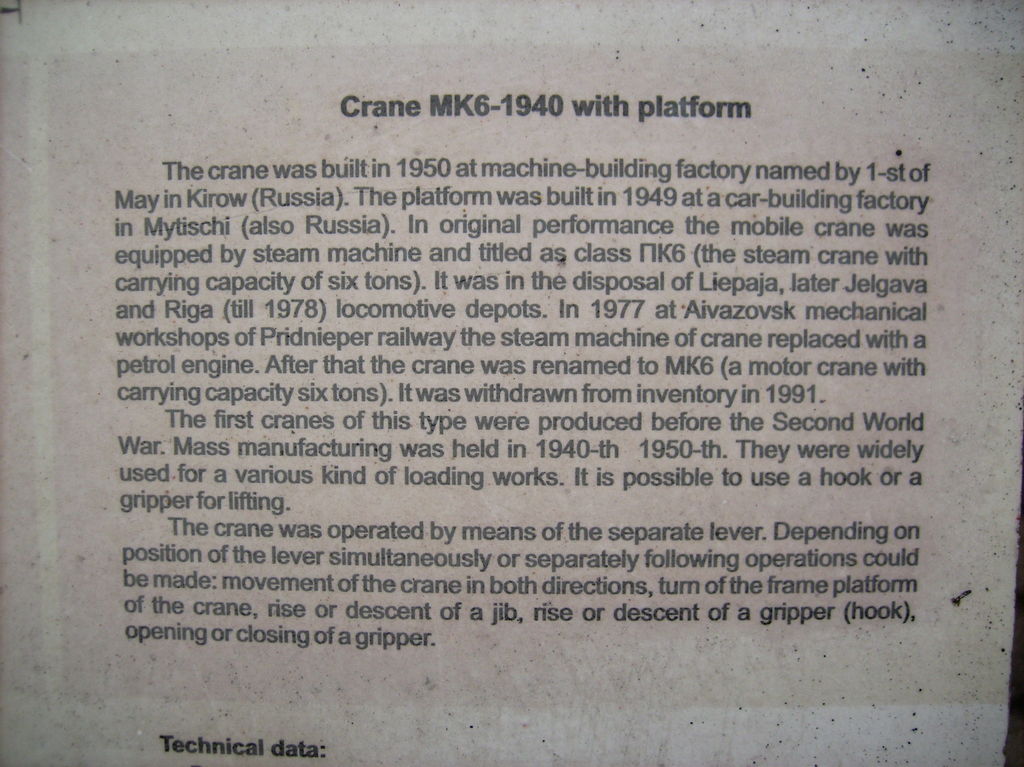 Crane MK6-1940 with platform
The crane was built in 1950 at machine-building factory named by 1-st of
May in Kirow (Russia). The platform was built in 1949 at a car-building factory
in Mytischi (also Russia). In original performance the mobile crane was
equipped by steam machine and titled as class ПК6 (the steam crane with
carrying capacity of six tons). It was in the disposal of Liepaja, later Jelgava
and Riga (till 1978) locomotive depots. In 1977 at Aivazovsk mechanical
workshops of Pridnieper railway the steam machine of crane replaced with a
petrol engine. After that the crane was renamed to MK6 (a motor crane with
carrying capacity six tons). It was withdrawn from inventory in 1991.
The first cranes of this type were produced before the Second World
War. Mass manufacturing was held in 1940-th 1950-th. They were widely
used for a various kind of loading works. It is possible to use a hook or a
gripper for lifting.
The crane was operated by means of the separate lever. Depending on
position of the lever simultaneously or separately following operations could
be made: movement of the crane in both directions, turn of the frame platform
of the crane, rise or descent of a jib, rise or descent of a gripper (hook),
opening or closing of a gripper.
Technical data: